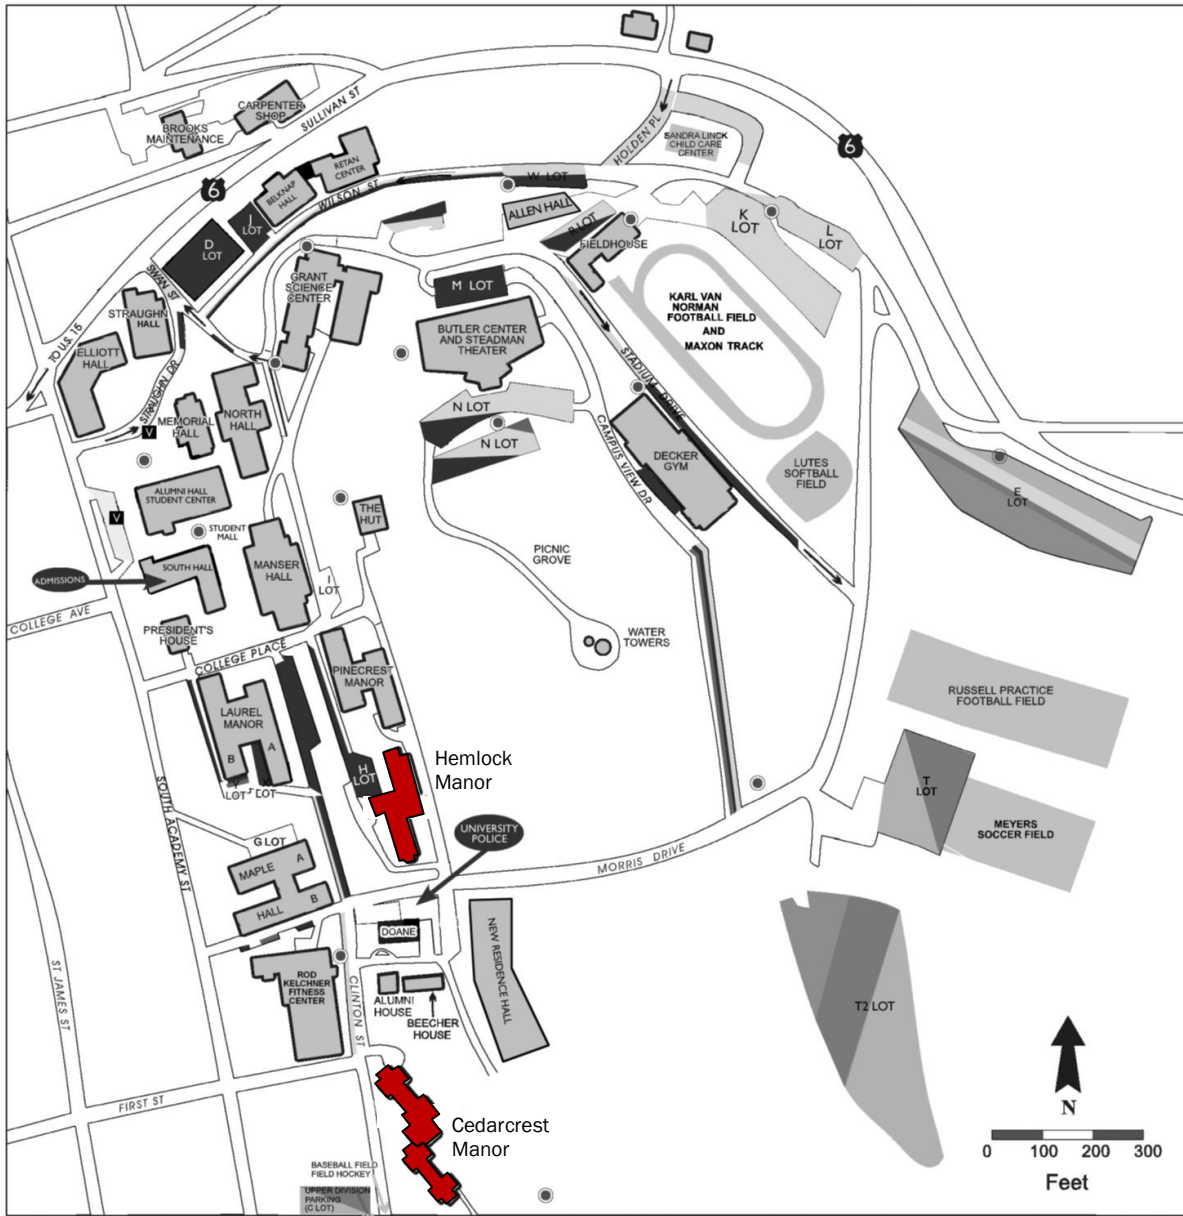 CARPENTER
SHOP
BROOKS
MAINTENANCE
SULLIVAN ST
6
HOLDEN PL
SANDRA LINCK
CHILD CARE
CENTER
6
RETAN
CENTER
BELKNAP
HALL
WILSON ST
W LOT
ALLEN HALL
R LOT
FIELDHOUSE
K
LOT
L
LOT
J
LOT
D
LOT
SWAN ST
GRANT
SCIENCE
CENTER
M LOT
KARL VAN
NORMAN
FOOTBALL FIELD
AND
MAXON TRACK
STRAUGHN
HALL
TO U.S. 15
ELLIOTT
HALL
STRAUGHN DR
BUTLER CENTER
AND STEADMAN
THEATER
STADIUM DRIVE
N LOT
N LOT
CAMPUS VIEW DR
MEMORIAL
HALL
NORTH
HALL
V
DECKER
GYM
LUTES
SOFTBALL
FIELD
E
LOT
ALUMNI HALL
STUDENT CENTER
V
STUDENT
MALL
THE
HUT
PICNIC
GROVE
SOUTH HALL
ADMISSIONS
MANSER
HALL
I
LOT
COLLEGE AVE
PRESIDENT'S
HOUSE
COLLEGE PLACE
WATER
TOWERS
PINECREST
MANOR
RUSSELL PRACTICE
FOOTBALL FIELD
LAUREL
MANOR
B
A
Y
LOT
X
LOT
H
LOT
Hemlock
Manor
T
LOT
MEYERS
SOCCER FIELD
SOUTH ACADEMY ST
UNIVERSITY
POLICE
G LOT
MAPLE A
HALL B
MORRIS DRIVE
DOANE
NEW RESIDENCE HALL
ROD
KELCHNER
FITNESS
CENTER
ST JAMES ST
CLINTON ST
ALUMNI
HOUSE
BEECHER
HOUSE
T2 LOT
FIRST ST
Cedarcrest
Manor
BASEBALL FIELD
FIELD HOCKEY
UPPER DIVISION
PARKING
(C LOT)
N
0 100 200 300
Feet